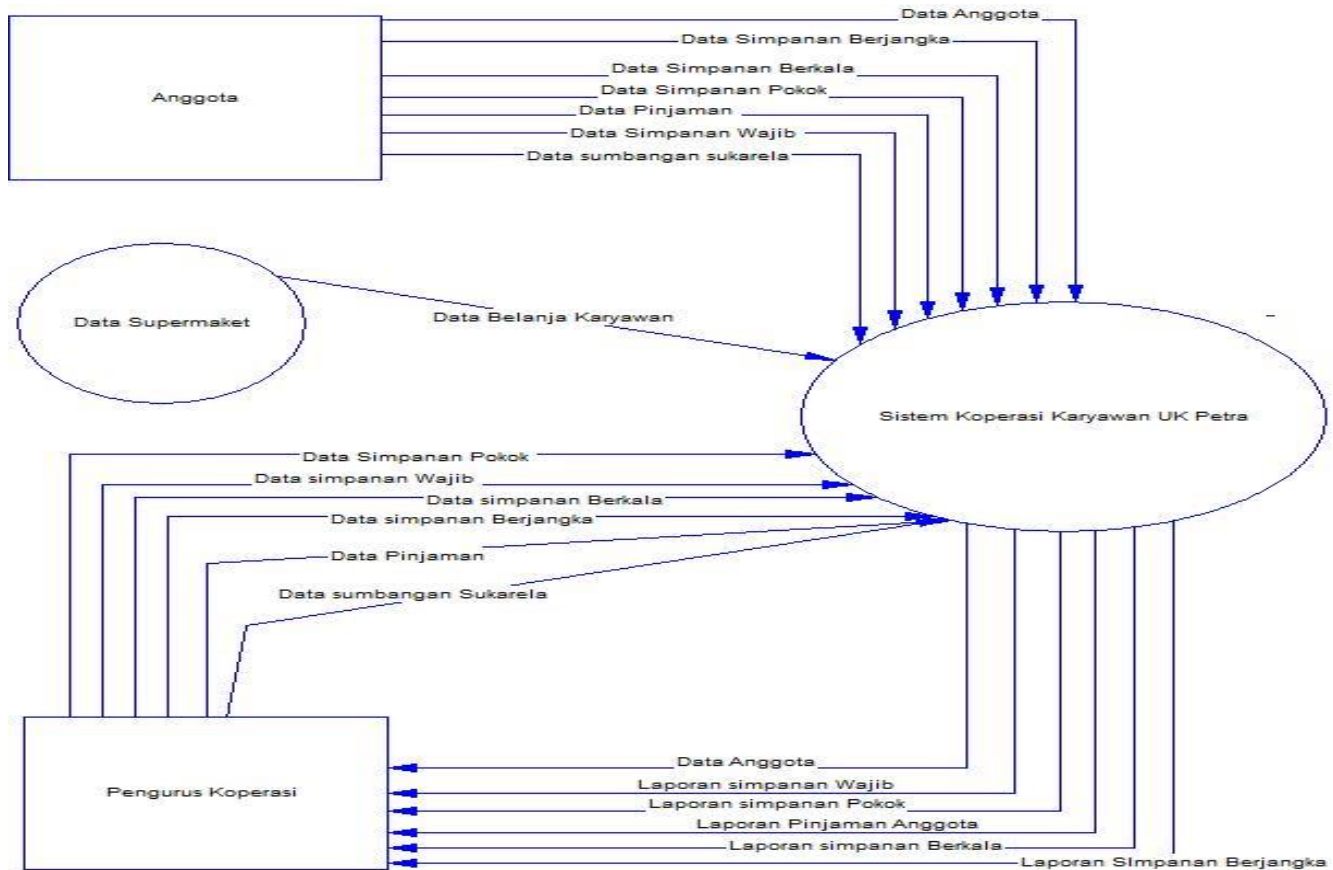 Data Anggota
Data Simpanan Berjangka
Data Simpanan Berkala
Data Simpanan Pokok
Data Pinjaman
Data Simpanan Wajib
Data sumbangan sukarela
Anggota
Data Supermaket
Data Belanja Karyawan
Sistem Koperasi Karyawan UK Petra
Data Simpanan Pokok
Data simpanan Wajib
Data simpanan Berkala
Data simpanan Berjangka
Data Pinjaman
Data sumbangan Sukarela
Pengurus Koperasi
Data Anggota
Laporan simpanan Wajib
Laporan simpanan Pokok
Laporan Pinjaman Anggota
Laporan simpanan Berkala
Laporan SImpanan Berjangka